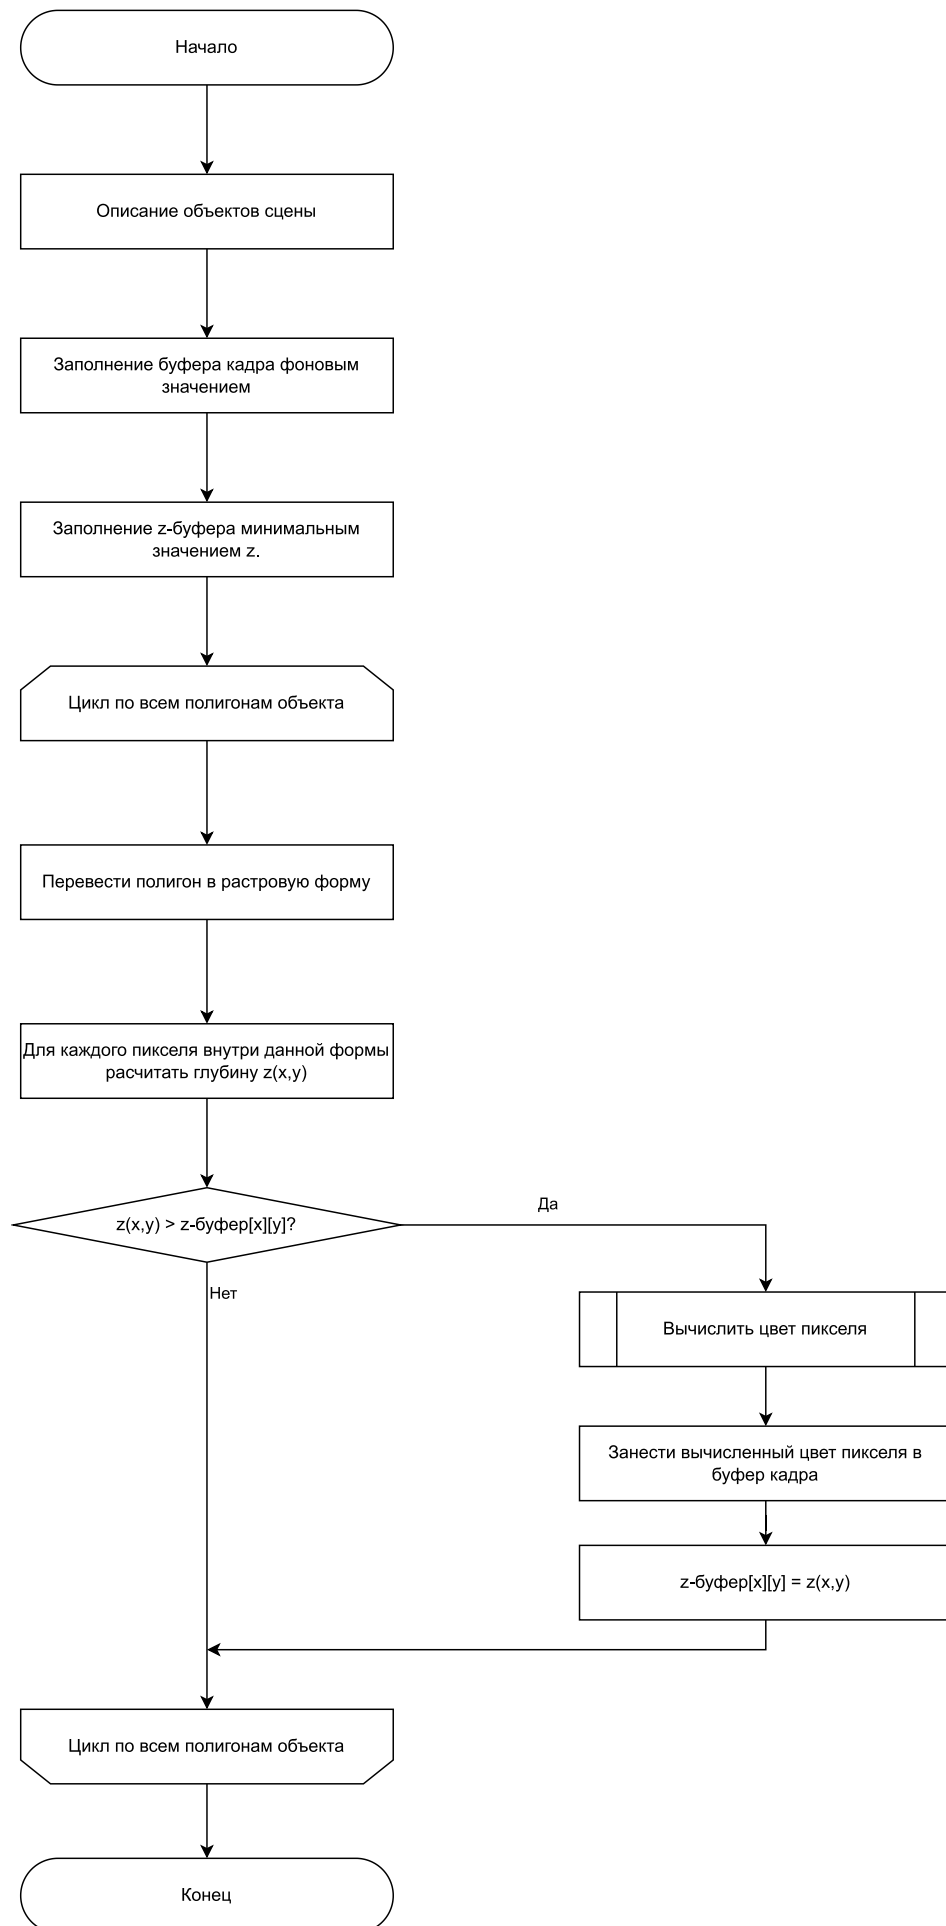 Начало
Описание объектов сцены
Заполнение буфера кадра фоновым
значением
Заполнение z-буфера минимальным
значением z.
Цикл по всем полигонам объекта
Перевести полигон в растровую форму
Для каждого пикселя внутри данной формы
расчитать глубину z(x,y)
z(x,y) > z-буфер[x][y]?
Да
Нет
Вычислить цвет пикселя
Занести вычисленный цвет пикселя в
буфер кадра
z-буфер[x][y] = z(x,y)
Цикл по всем полигонам объекта
Конец